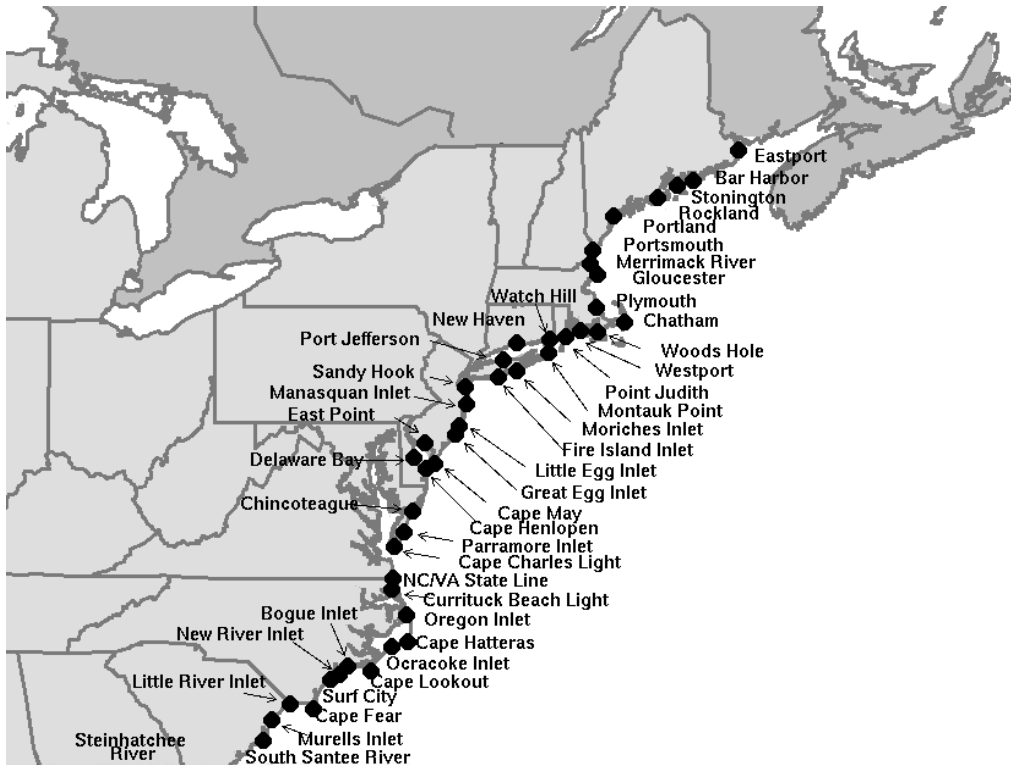 Eastport
Bar Harbor
Stonington
Rockland
Portland
Portsmouth
Merrimack River
Gloucester
Watch Hill
Plymouth
New Haven
Chatham
Port Jefferson
Woods Hole
Westport
Sandy Hook
Point Judith
Manasquan Inlet
Montauk Point
East Point
Moriches Inlet
Fire Island Inlet
Delaware Bay
Little Egg Inlet
Great Egg Inlet
Chincoteague
Cape May
Cape Henlopen
Parramore Inlet
Cape Charles Light
NC/VA State Line
Currituck Beach Light
Bogue Inlet
Oregon Inlet
New River Inlet
Cape Hatteras
Ocracoke Inlet
Little River Inlet
Cape Lookout
Surf City
Cape Fear
Steinhatchee
River
Murells Inlet
South Santee River